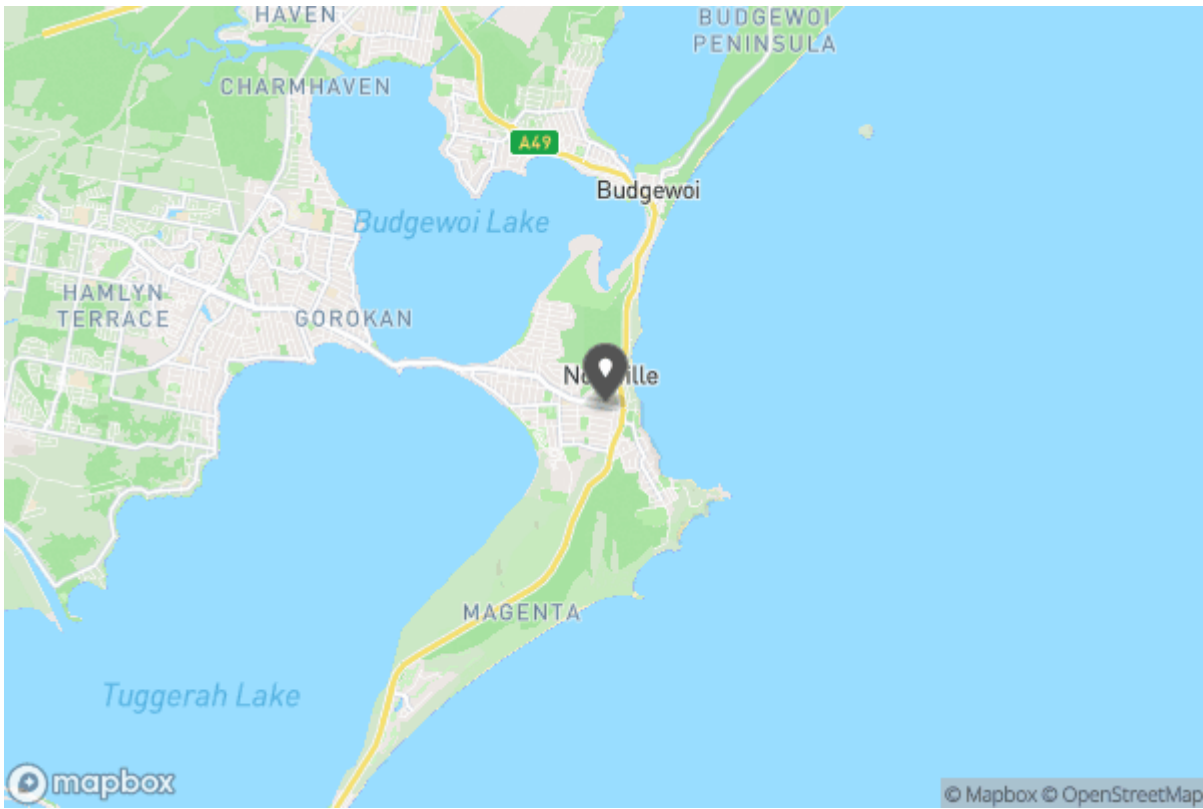 HAVEN
BUDGEWOI
PENINSULA
CHARMHAVEN
A49
Budgewoi
Budgewoi Lake
HAMLYN
TERRACE
GOROKAN
MAGENTA
Tuggerah Lake
mapbox
© Mapbox © OpenStreetMap